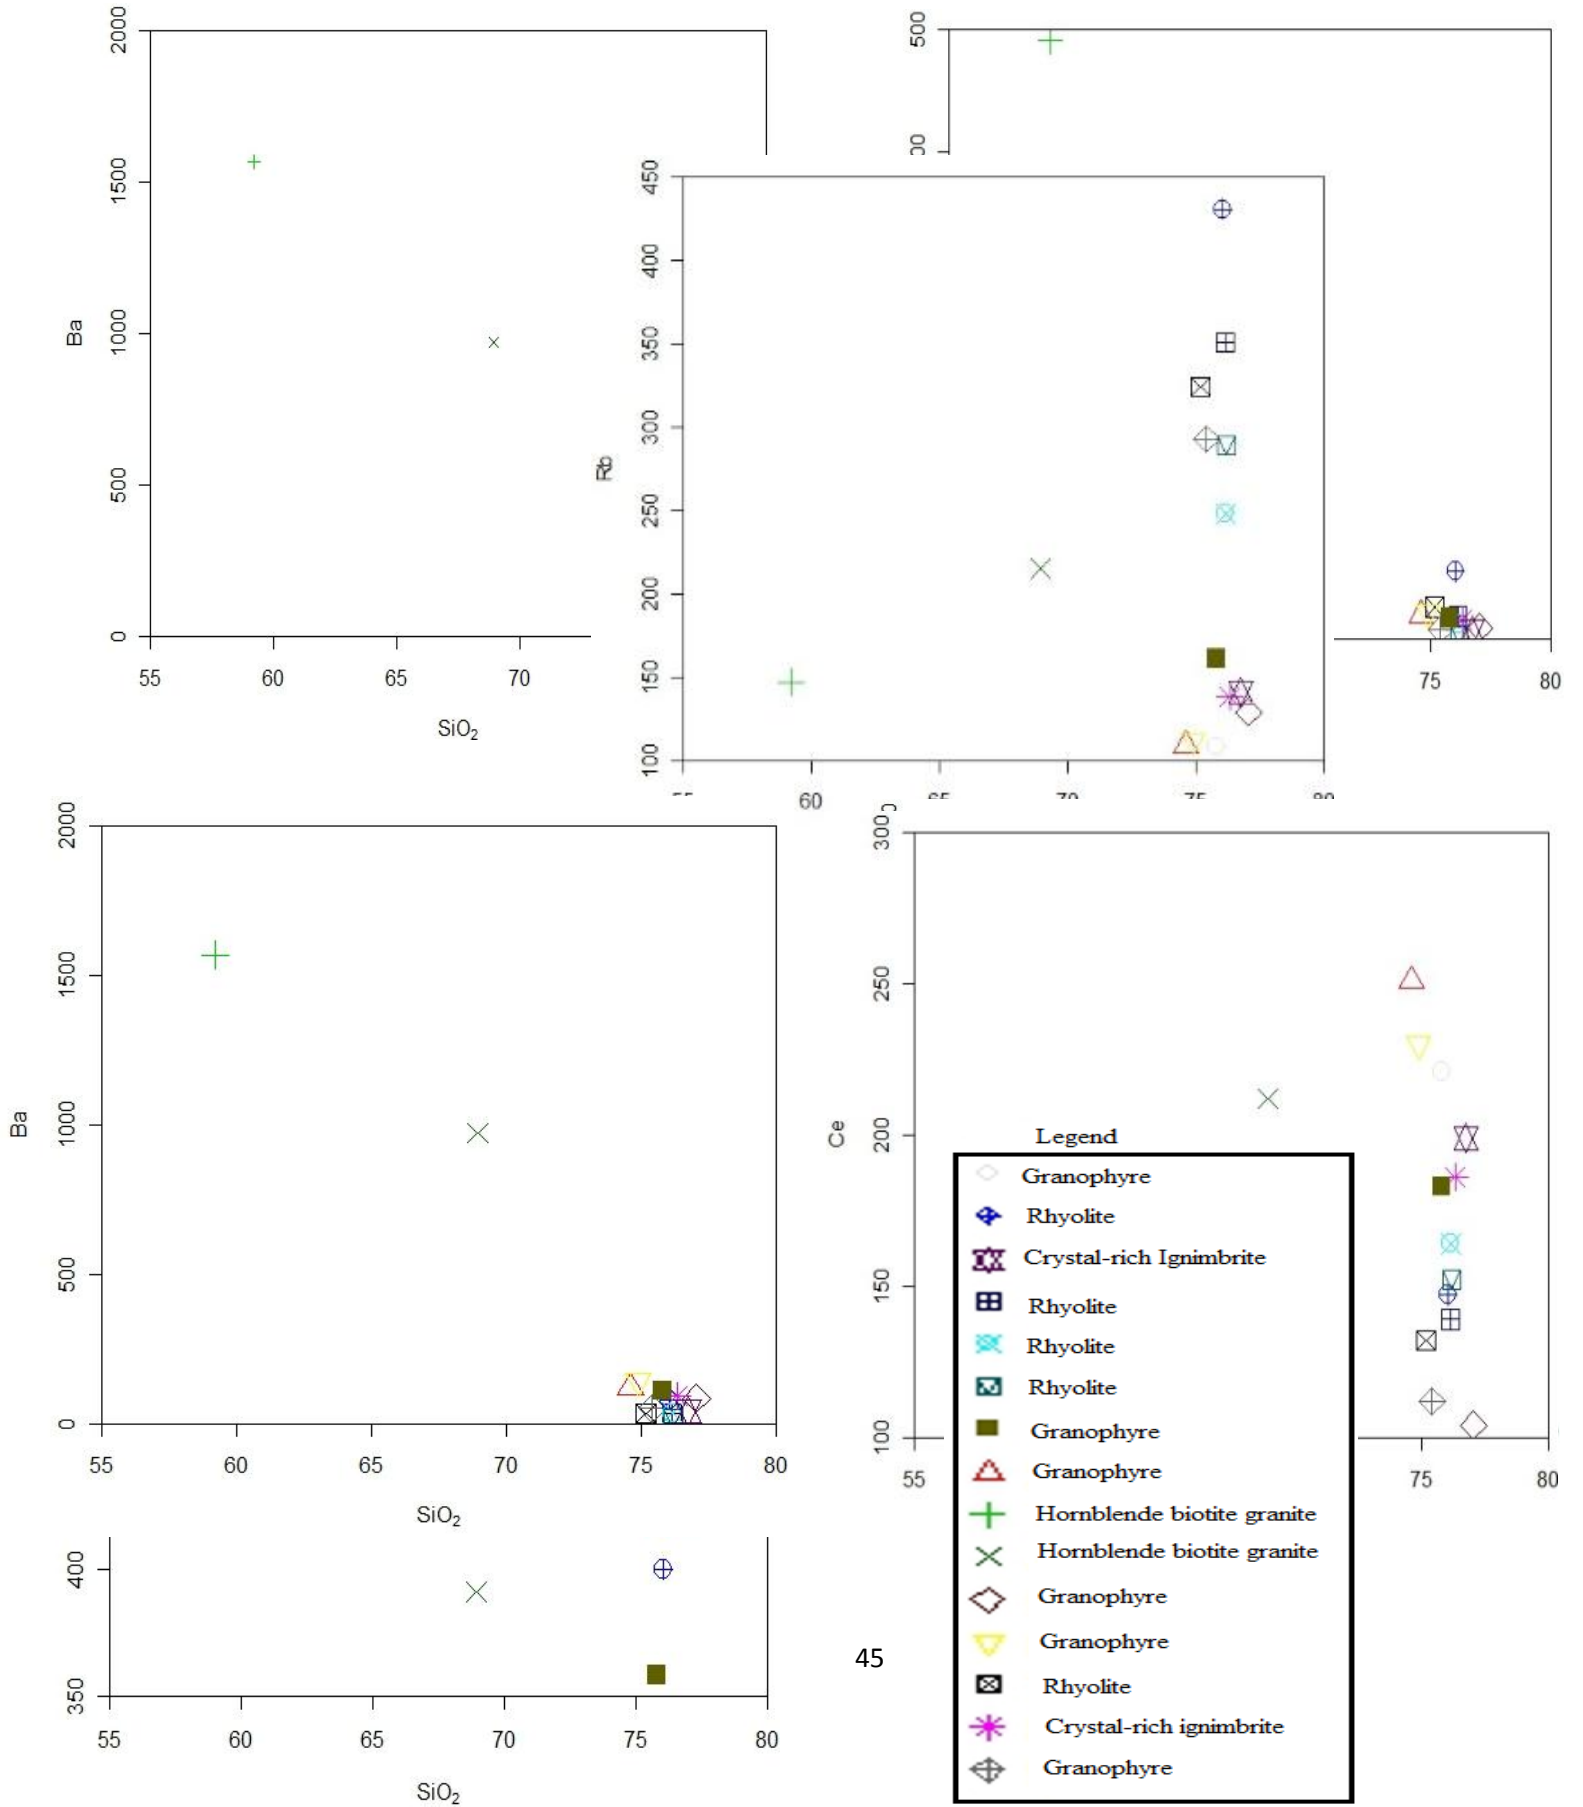 2000
1500
1000
500
0
Ba
55
60
65
70
SiO2
500
00
75
80
450
400
350
300
250
200
150
100
Rb
60
2000
1500
1000
500
0
Ba
55
60
65
70
75
80
SiO2
300
250
200
150
100
Ce
55
75
80
400
350
55
60
65
70
75
80
SiO2
Legend
Granophyre
Rhyolite
Crystal-rich Ignimbrite
Rhyolite
Rhyolite
Rhyolite
Granophyre
Granophyre
Hornblende biotite granite
Hornblende biotite granite
Granophyre
Granophyre
Rhyolite
Crystal-rich ignimbrite
Granophyre
45